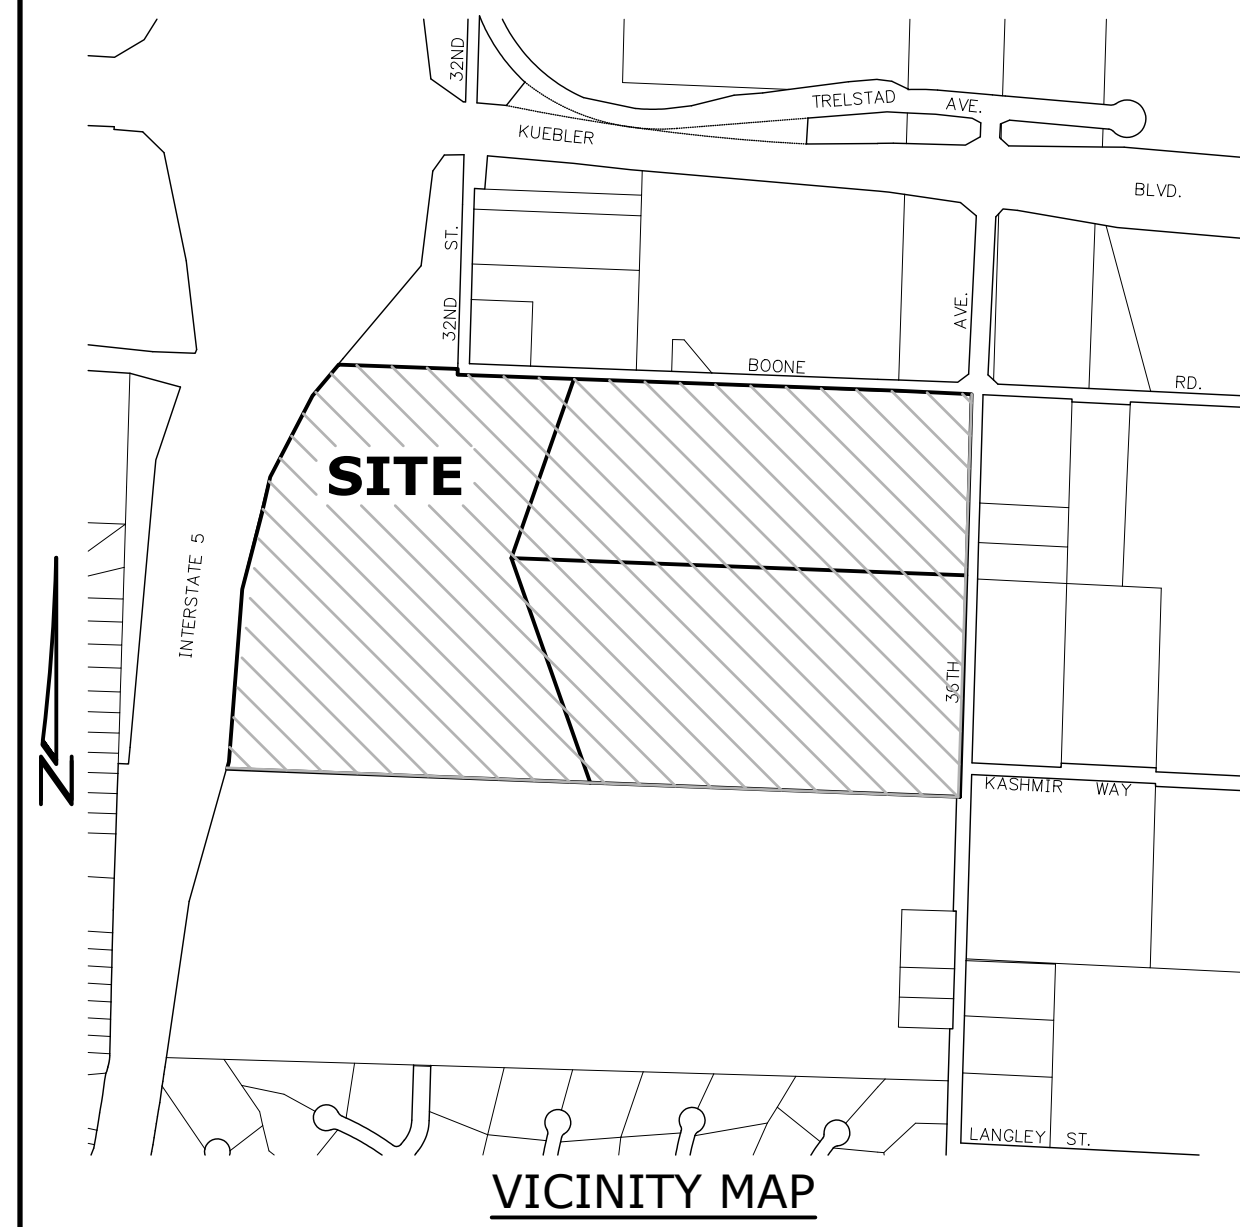 32ND
TRELSTAD AVE.
KUEBLER
BLVD.
ST.
32ND
AVE.
BOONE
RD.
SITE
INTERSTATE 5
36TH
N
KASHMIR WAY
LANGLEY ST.
VICINITY MAP